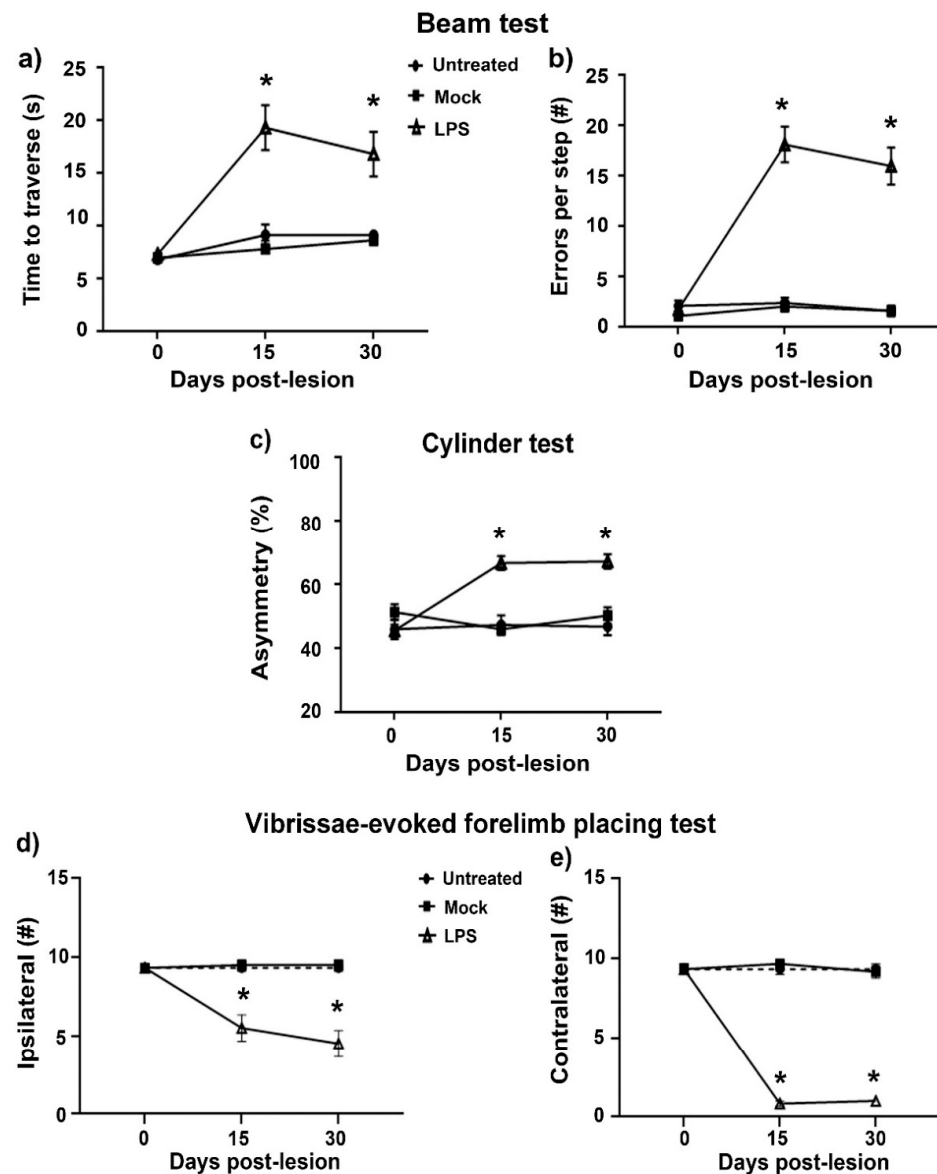 Beam test
a)
Time to traverse (s)
25
20
15
10
5
0
* *
0 15 30
Days post-lesion
Untreated
Mock
LPS
b)
Errors per step (#)
25
20
15
10
5
0
* *
0 15 30
Days post-lesion
c)
Cylinder test
Asymmetry (%)
100
80
60
40
20
* *
0 15 30
Days post-lesion
Vibrissae-evoked forelimb placing test
d)
Ipsilateral (#)
15
10
5
0
* *
0 15 30
Days post-lesion
Untreated
Mock
LPS
e)
Contralateral (#)
15
10
5
0
* *
0 15 30
Days post-lesion